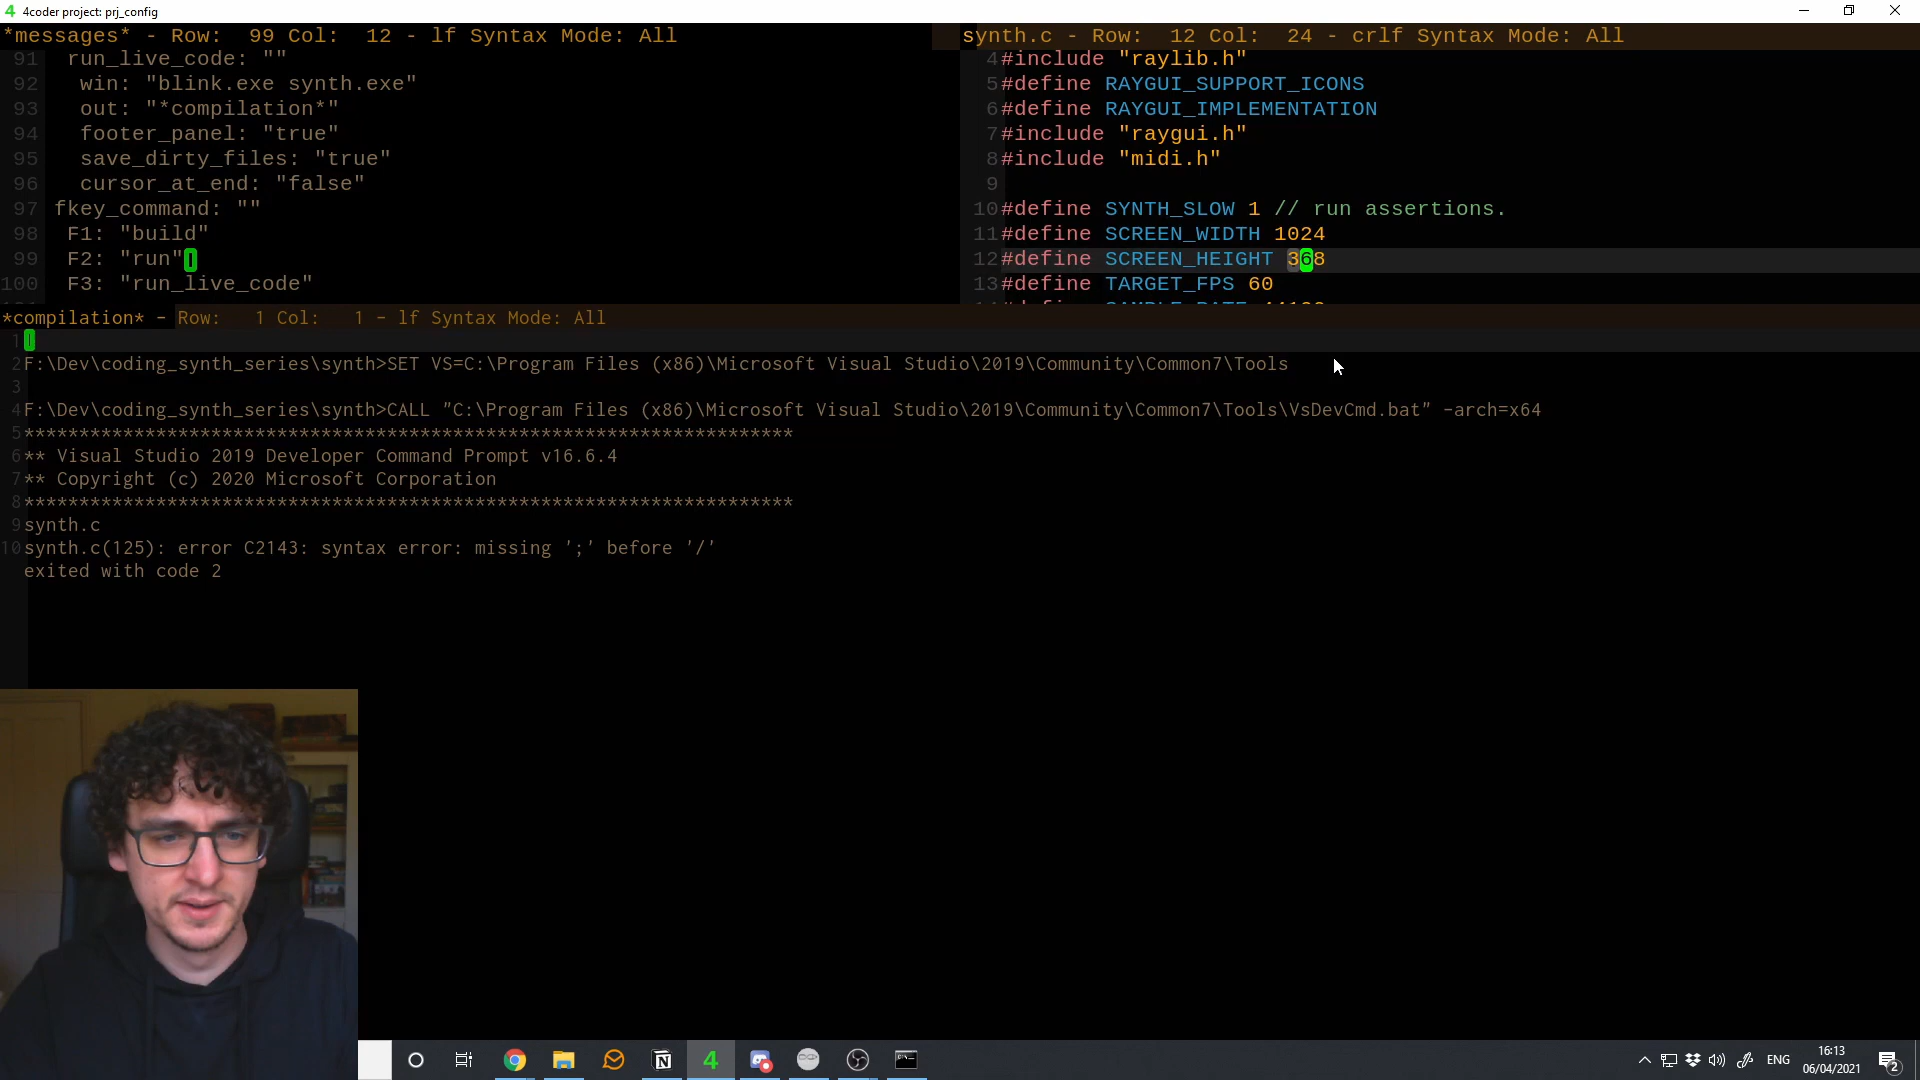 4 4coder project: prj_config
*messages* - Row:  99 Col:  12 - lf Syntax Mode: All
91 run_live_code: ""
92 win: "blink.exe synth.exe"
93 out: "*compilation*"
94 footer_panel: "true"
95 save_dirty_files: "true"
96 cursor_at_end: "false"
97 fkey_command: ""
98 F1: "build"
99 F2: "run"
100 F3: "run_live_code"
synth.c - Row:  12 Col:  24 - crlf Syntax Mode: All
4 #include "raylib.h"
5 #define RAYGUI_SUPPORT_ICONS
6 #define RAYGUI_IMPLEMENTATION
7 #include "raygui.h"
8 #include "midi.h"
9
10 #define SYNTH_SLOW 1 // run assertions.
11 #define SCREEN_WIDTH 1024
12 #define SCREEN_HEIGHT 368
13 #define TARGET_FPS 60
*compilation* - Row:   1 Col:   1 - lf Syntax Mode: All
1
2 F:\Dev\coding_synth_series\synth>SET VS=C:\Program Files (x86)\Microsoft Visual Studio\2019\Community\Common7\Tools
3
4 F:\Dev\coding_synth_series\synth>CALL "C:\Program Files (x86)\Microsoft Visual Studio\2019\Community\Common7\Tools\VsDevCmd.bat" -arch=x64
5 **********************************************************************
6 ** Visual Studio 2019 Developer Command Prompt v16.6.4
7 ** Copyright (c) 2020 Microsoft Corporation
8 **********************************************************************
9 synth.c
10 synth.c(125): error C2143: syntax error: missing ';' before '/'
exited with code 2
4
ENG
16:13
06/04/2021
2